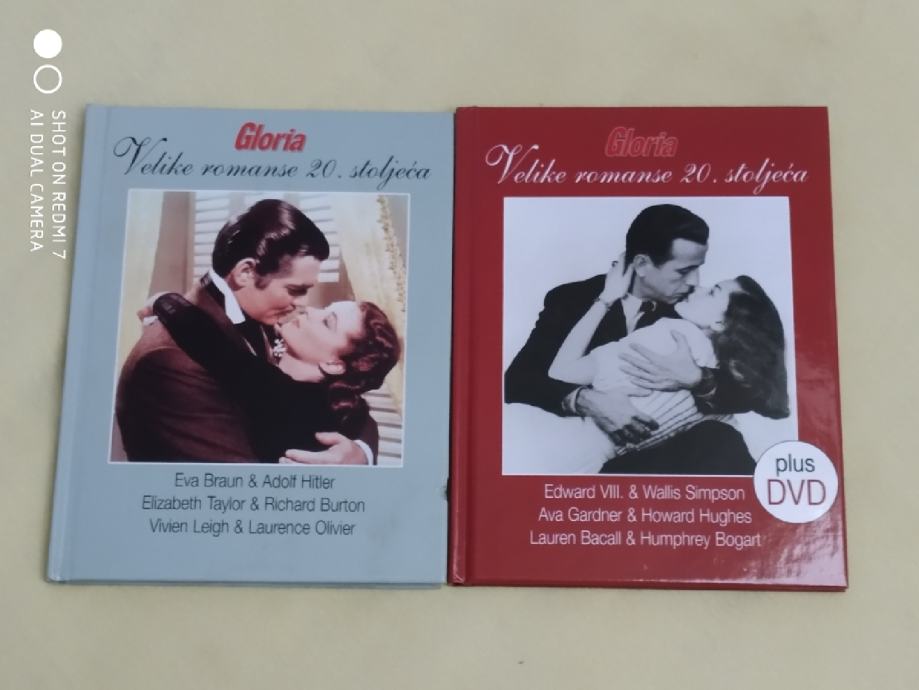 SHOT ON REDMI 7
AI DUAL CAMERA
Gloria
Velike romanse 20. stoljeća
Eva Braun & Adolf Hitler
Elizabeth Taylor & Richard Burton
Vivien Leigh & Laurence Olivier
Gloria
Velike romanse 20. stoljeća
plus
DVD
Edward VIII. & Wallis Simpson
Ava Gardner & Howard Hughes
Lauren Bacall & Humphrey Bogart